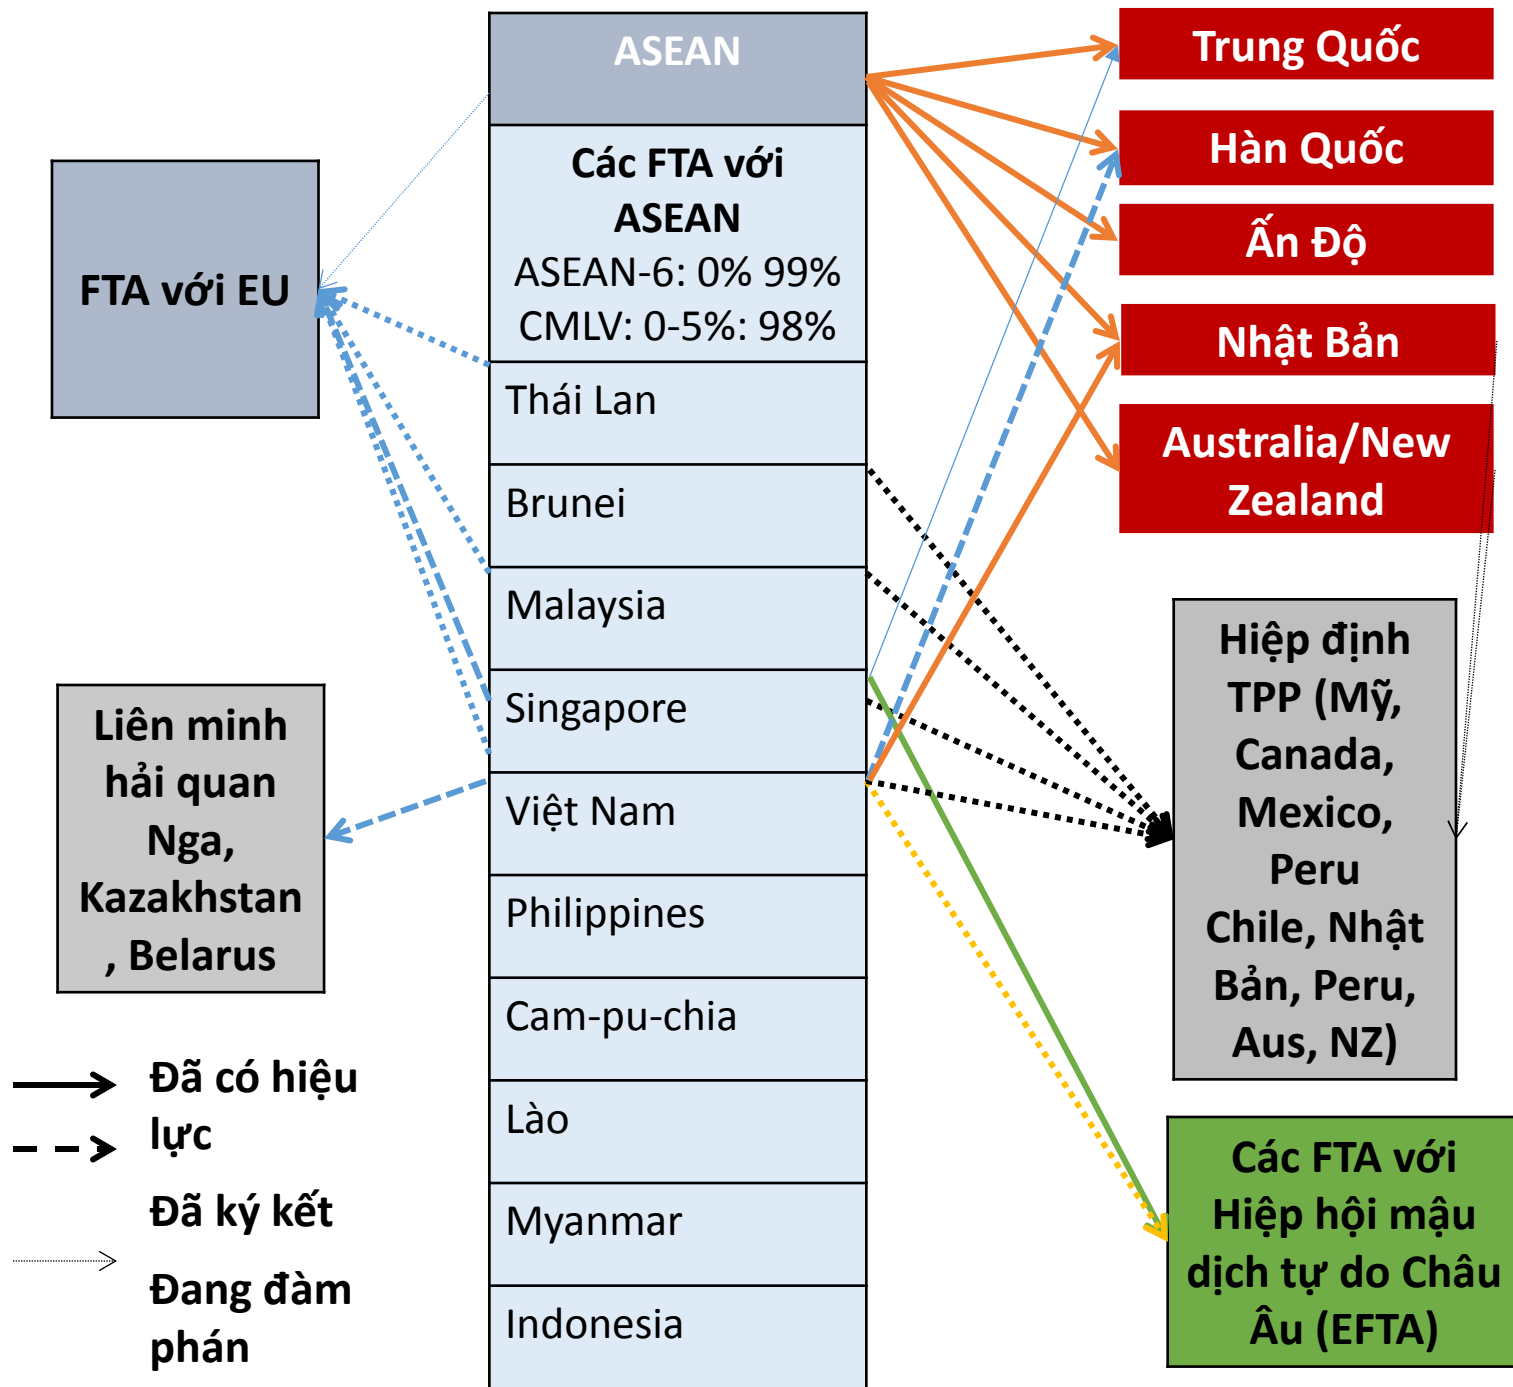 ASEAN
Các FTA với
ASEAN
ASEAN-6: 0% 99%
CMLV: 0-5%: 98%
Thái Lan
Brunei
Malaysia
Singapore
Việt Nam
Philippines
Cam-pu-chia
Lào
Myanmar
Indonesia
FTA với EU
Liên minh
hải quan
Nga,
Kazakhstan
, Belarus
Đã có hiệu
lực
Đã ký kết
Đang đàm
phán
Trung Quốc
Hàn Quốc
Ấn Độ
Nhật Bản
Australia/New
Zealand
Hiệp định
TPP (Mỹ,
Canada,
Mexico,
Peru
Chile, Nhật
Bản, Peru,
Aus, NZ)
Các FTA với
Hiệp hội mậu
dịch tự do Châu
Âu (EFTA)